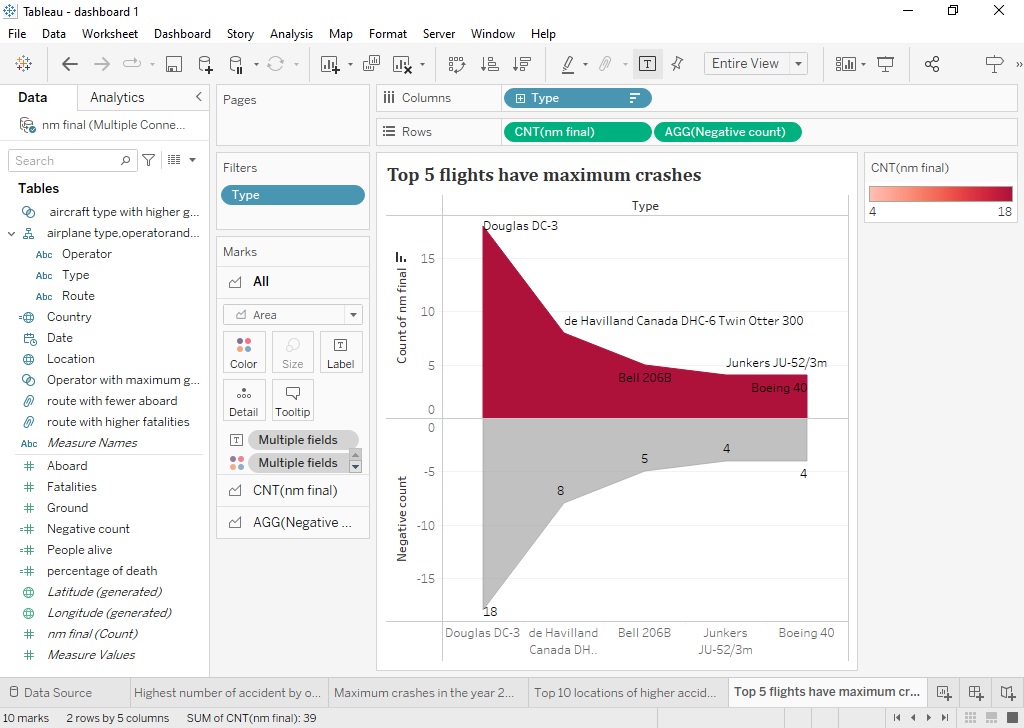 Tableau - dashboard 1
File Data Worksheet Dashboard Story Analysis Map Format Server Window Help
Entire View
Data Analytics
nm final (Multiple Conne...
Search
Tables
aircraft type with higher g...
airplane type,operatorand...
Abc Operator
Abc Type
Abc Route
Country
Date
Location
Operator with maximum g...
route with fewer aboard
route with higher fatalities
Abc Measure Names
Aboard
Fatalities
Ground
Negative count
People alive
percentage of death
Latitude (generated)
Longitude (generated)
nm final (Count)
Measure Values
Pages
Filters
Type
Marks
All
Area
Color Size Label
Detail Tooltip
Multiple fields
Multiple fields
CNT(nm final)
AGG(Negative ...
Columns Type
Rows CNT(nm final) AGG(Negative count)
Top 5 flights have maximum crashes
Type
Count of nm final
15
10
5
0
Douglas DC-3
de Havilland Canada DHC-6 Twin Otter 300
Bell 206B
Junkers JU-52/3m
Boeing 40
Negative count
0
-5
-10
-15
18
8
5
4
4
Douglas DC-3 de Havilland Bell 206B Junkers Boeing 40
Canada DH.. JU-52/3m
CNT(nm final)
4 18
Data Source Highest number of accident by o... Maximum crashes in the year 2... Top 10 locations of higher accid... Top 5 flights have maximum cr...
10 marks 2 rows by 5 columns SUM of CNT(nm final): 39